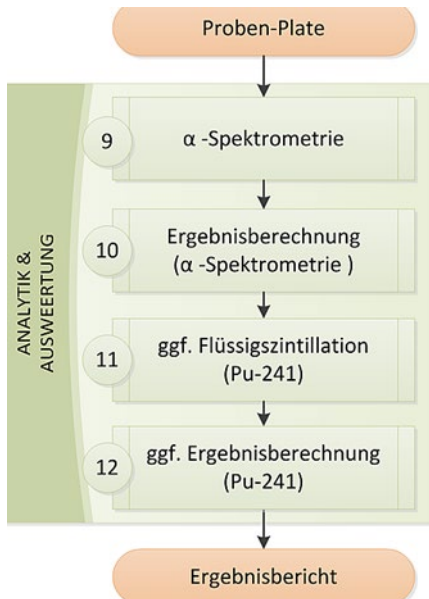 Proben-Plate
ANALYTIK &
AUSWEERTUNG
9
α -Spektrometrie
10
Ergebnisberechnung
(α -Spektrometrie )
11
ggf. Flüssigszintillation
(Pu-241)
12
ggf. Ergebnisberechnung
(Pu-241)
Ergebnisbericht